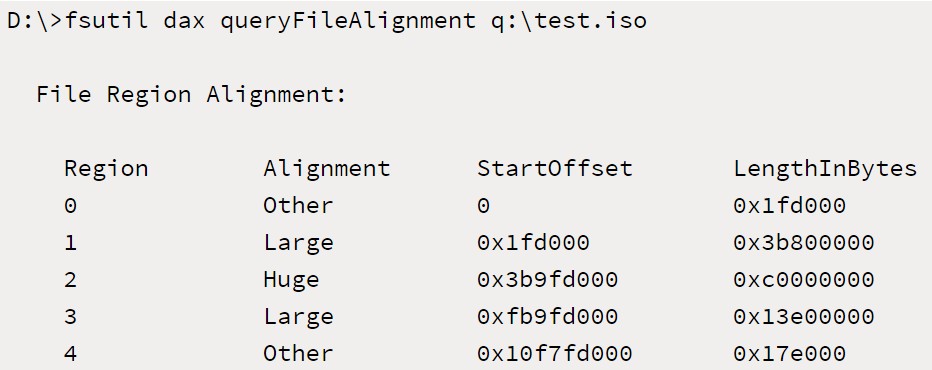 D:\>fsutil dax queryFileAlignment q:\test.iso
File Region Alignment:
Region Alignment StartOffset LengthInBytes
0 Other 0 0x1fd000
1 Large 0x1fd000 0x3b800000
2 Huge 0x3b9fd000 0xc0000000
3 Large 0xfb9fd000 0x13e00000
4 Other 0x10f7fd000 0x17e000